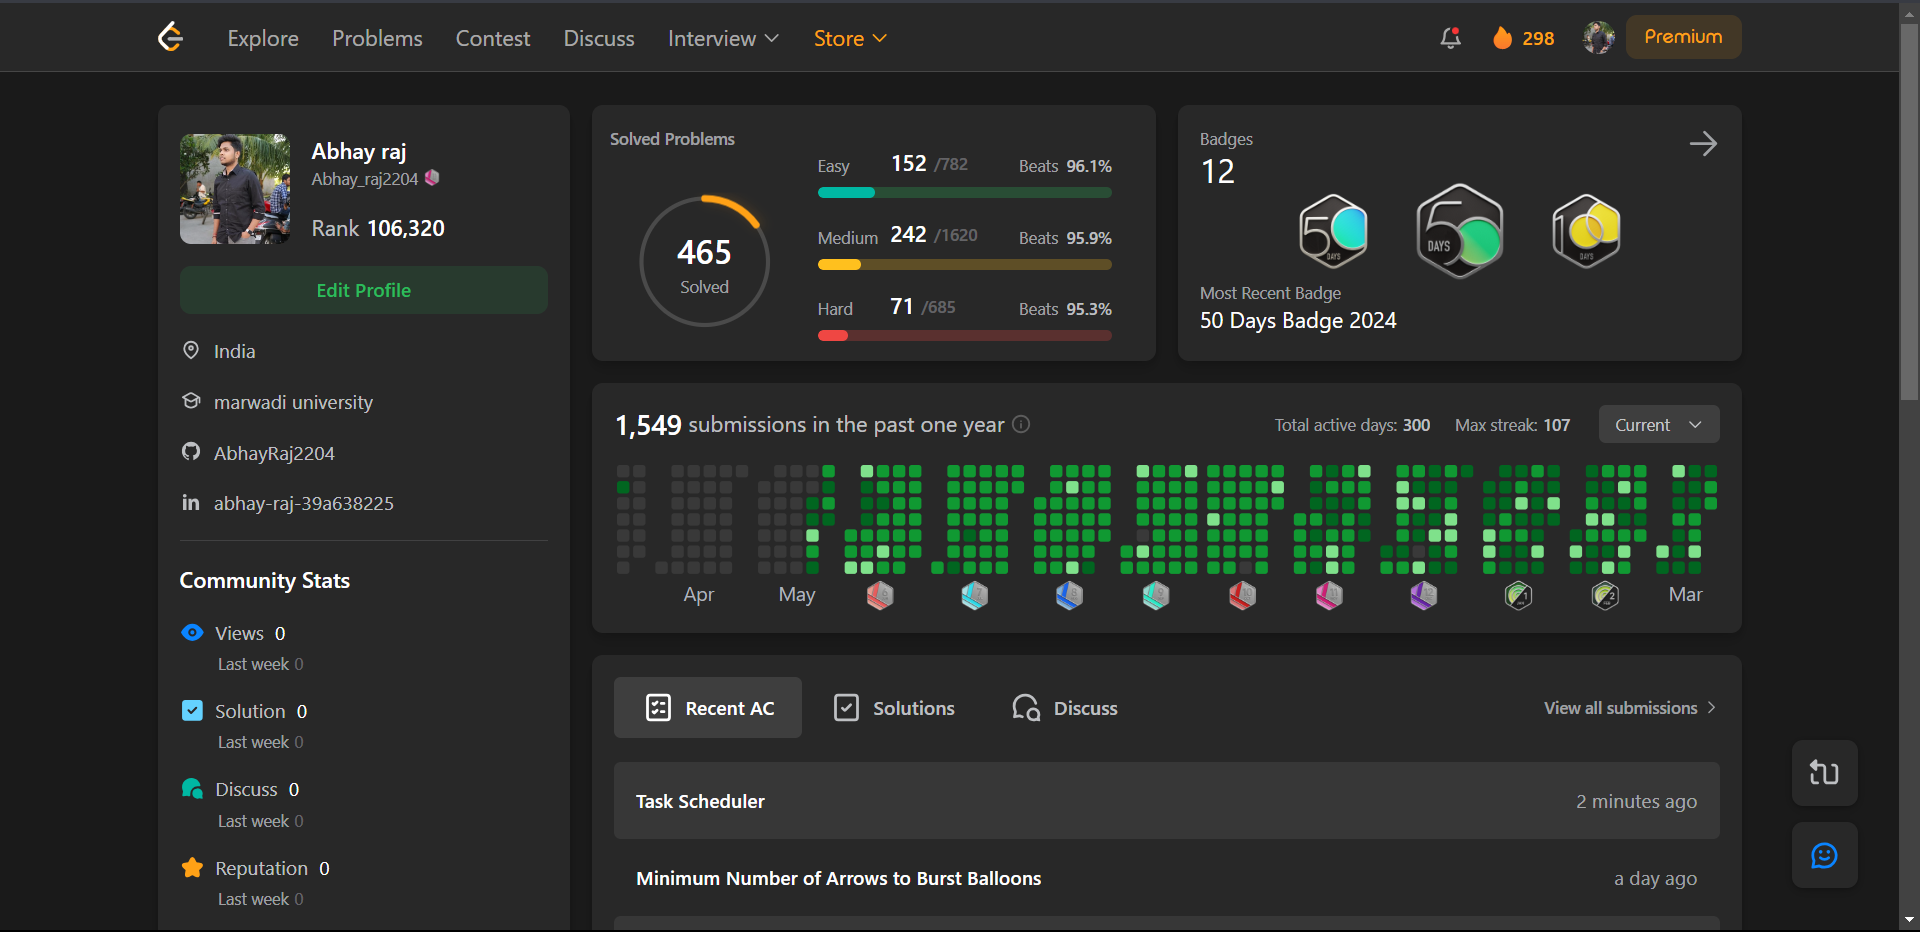 Explore Problems Contest Discuss Interview Store 298 Premium
Abhay raj
Abhay_raj2204
Rank 106,320
Edit Profile
India
marwadi university
AbhayRaj2204
abhay-raj-39a638225
Community Stats
Views 0
Last week 0
Solution 0
Last week 0
Discuss 0
Last week 0
Reputation 0
Last week 0
Solved Problems
465
Solved
Easy 152 /782 Beats 96.1%
Medium 242 /1620 Beats 95.9%
Hard 71 /685 Beats 95.3%
Badges
12
50 DAYS
50 DAYS
100 DAYS
Most Recent Badge
50 Days Badge 2024
1,549 submissions in the past one year Total active days: 300 Max streak: 107 Current
Apr May Mar
Recent AC Solutions Discuss View all submissions
Task Scheduler 2 minutes ago
Minimum Number of Arrows to Burst Balloons a day ago